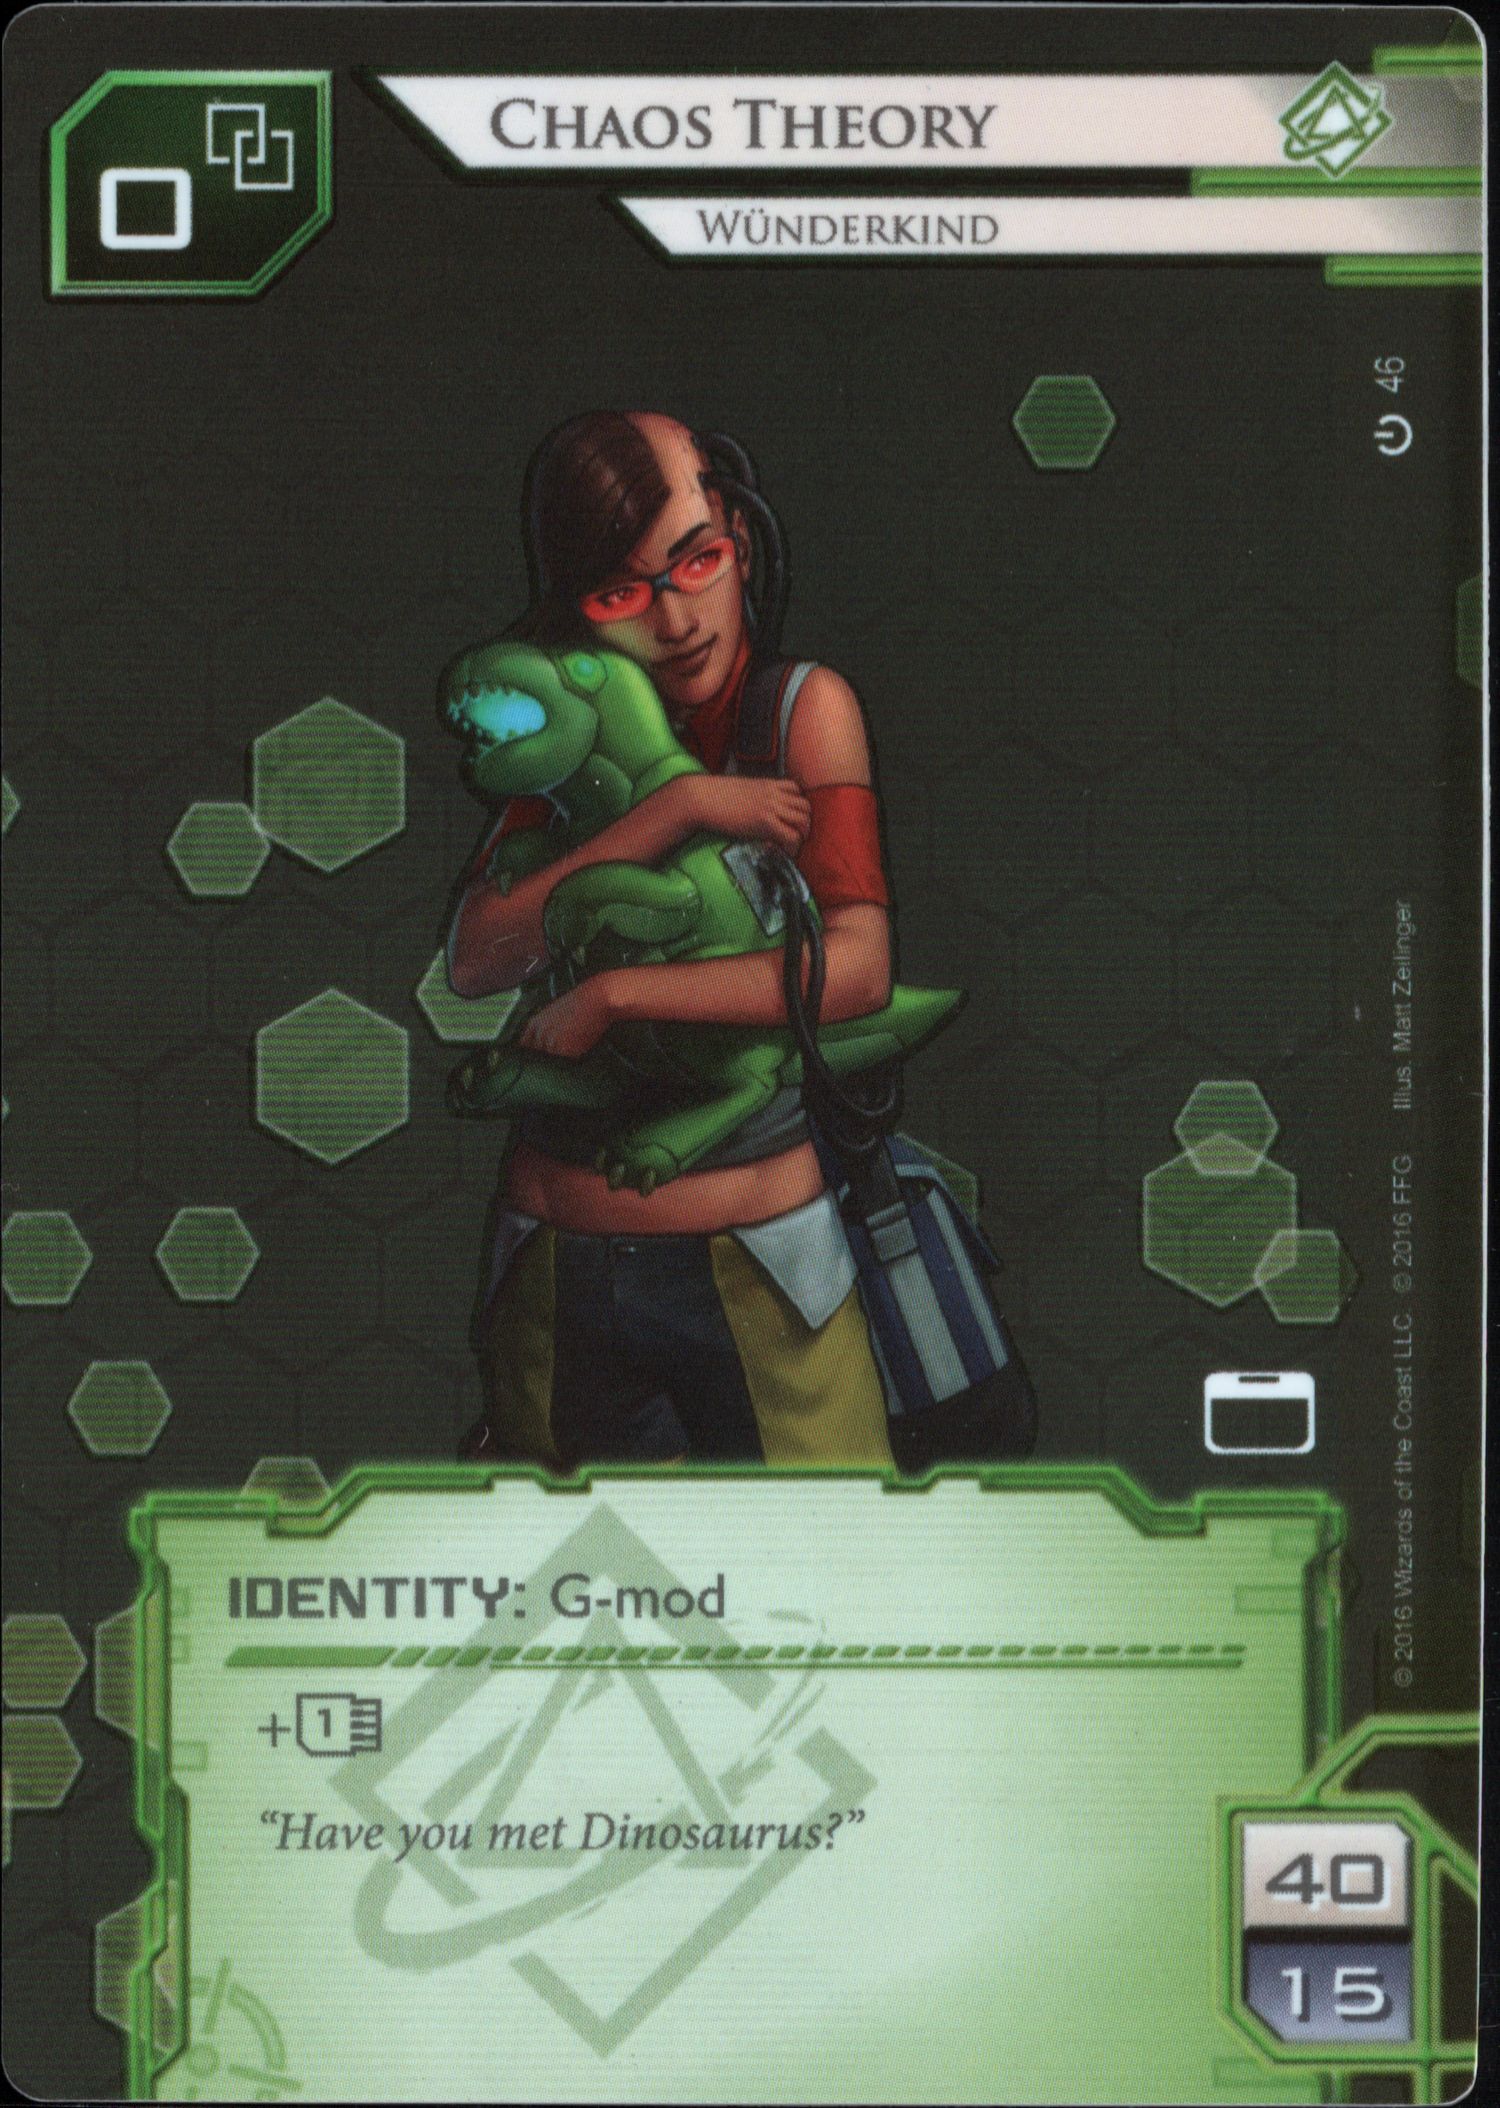 0
CHAOS THEORY
WÜNDERKIND
46
© 2016 Wizards of the Coast LLC. © 2016 FFG - Illus. Matt Zeilinger
IDENTITY: G-mod
+1
“Have you met Dinosaurus?”
40
15